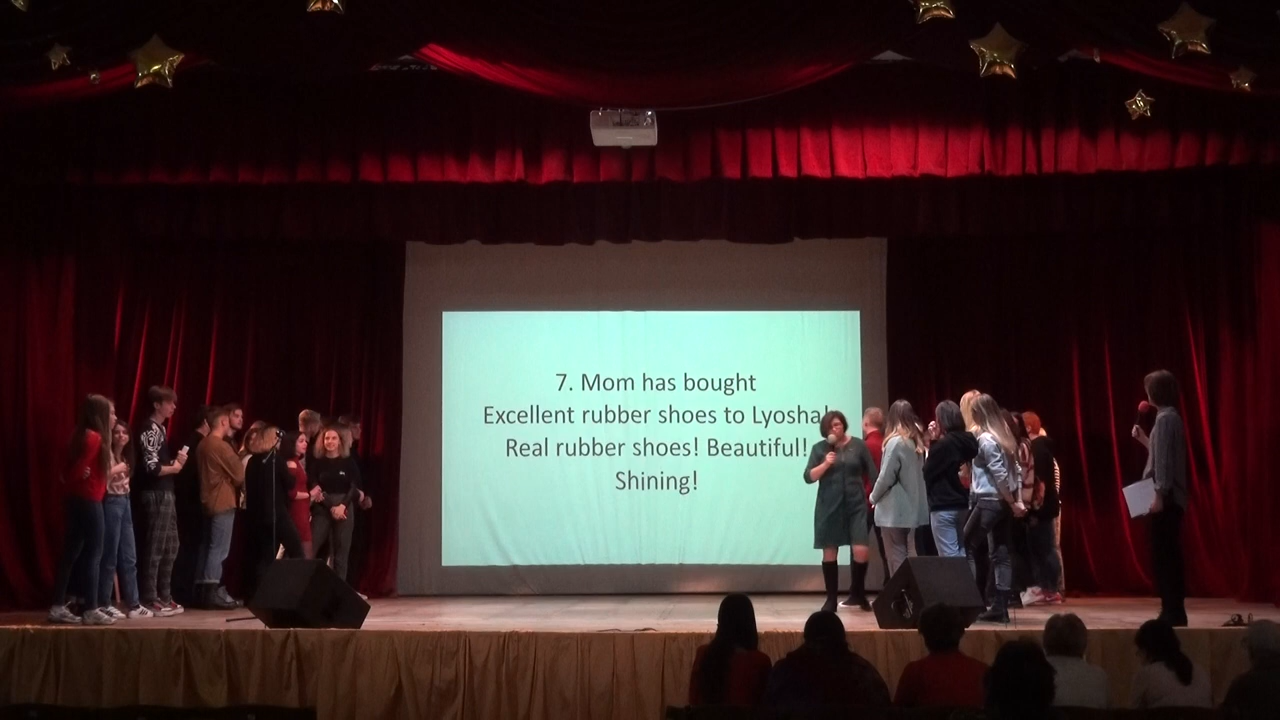 7. Mom has bought
Excellent rubber shoes to Lyosha!
Real rubber shoes! Beautiful!
Shining!